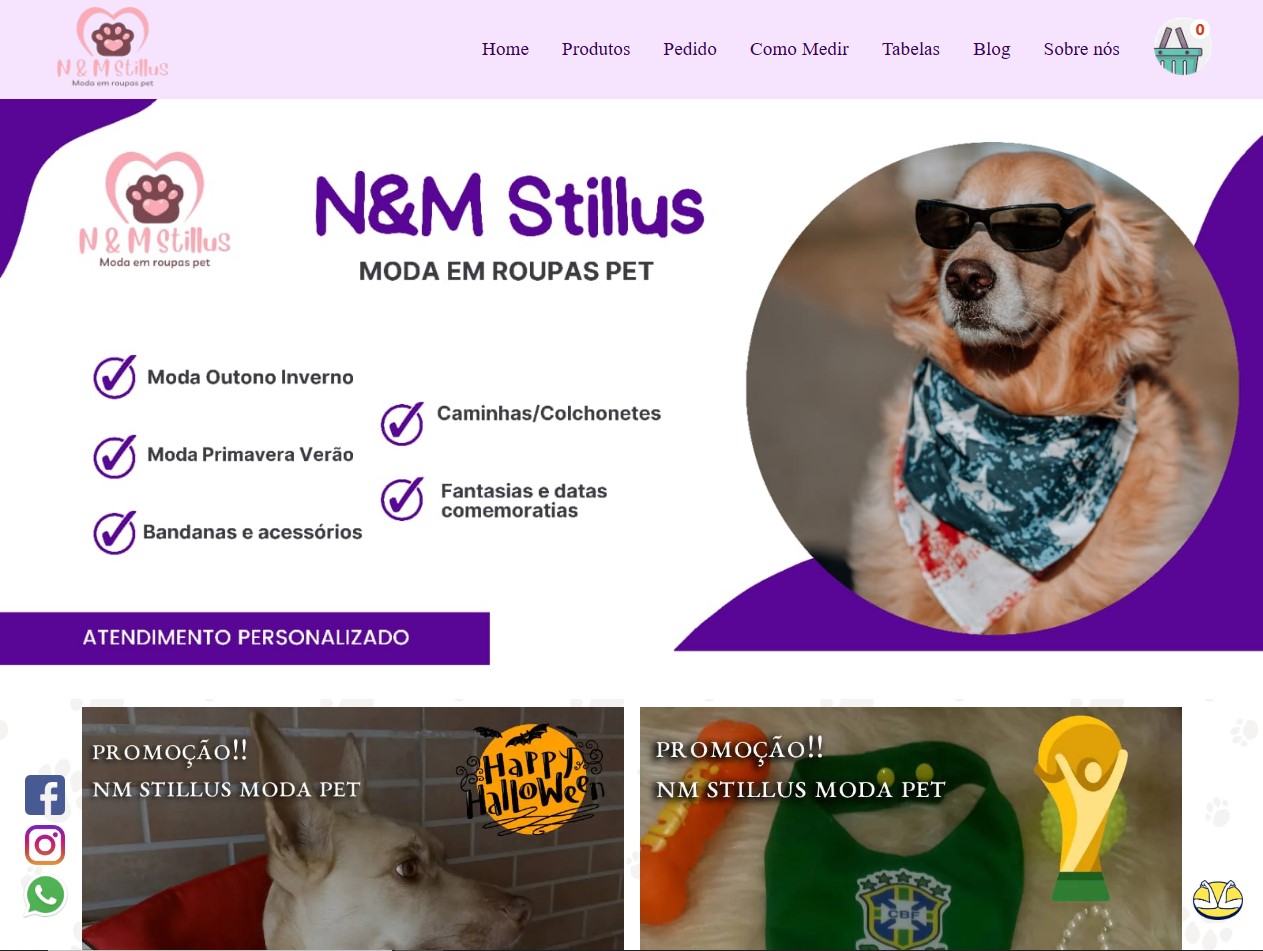 N & M Stillus
Moda em roupas pet
Home Produtos Pedido Como Medir Tabelas Blog Sobre nós 0
N & M Stillus
Moda em roupas pet
N&M Stillus
MODA EM ROUPAS PET
Moda Outono Inverno
Moda Primavera Verão
Bandanas e acessórios
Caminhas/Colchonetes
Fantasias e datas
comemoratias
ATENDIMENTO PERSONALIZADO
PROMOÇÃO!!
NM STILLUS MODA PET
Happy
Halloween
PROMOÇÃO!!
NM STILLUS MODA PET
CBF